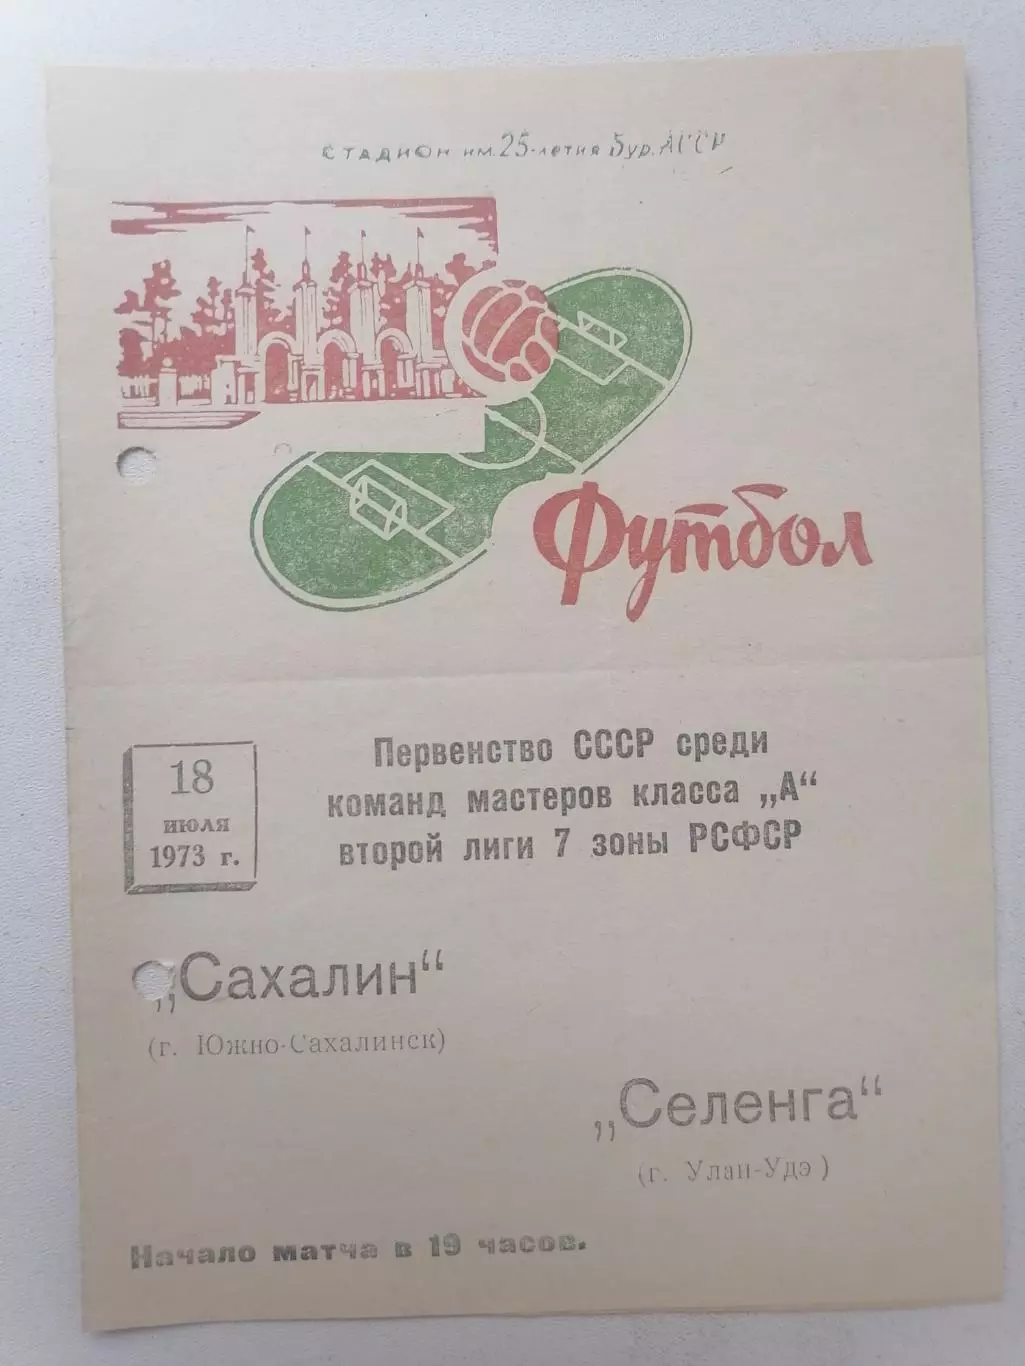 СТАДИОН им. 25-летия Бур. АССР
Футбол
18
июля
1973 г.
Первенство СССР среди
команд мастеров класса „А“
второй лиги 7 зоны РСФСР
„Сахалин“
(г. Южно-Сахалинск)
„Селенга“
(г. Улан-Удэ)
Начало матча в 19 часов.